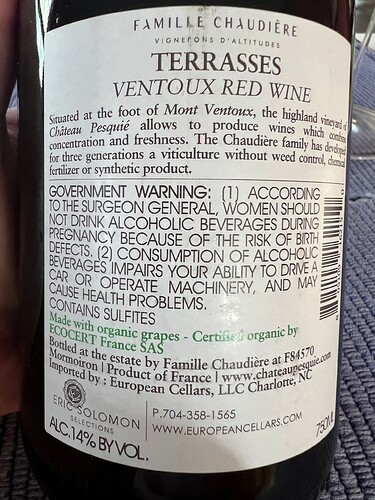 FAMILLE CHAUDIÈRE
VIGNERONS D'ALTITUDES
TERRASSES
VENTOUX RED WINE
Situated at the foot of Mont Ventoux, the highland vineyard of
Château Pesquié allows to produce wines which combine
concentration and freshness. The Chaudière family has developed
for three generations a viticulture without weed control, chemical
fertilizer or synthetic product.
GOVERNMENT WARNING: (1) ACCORDING
TO THE SURGEON GENERAL, WOMEN SHOULD
NOT DRINK ALCOHOLIC BEVERAGES DURING
PREGNANCY BECAUSE OF THE RISK OF BIRTH
DEFECTS. (2) CONSUMPTION OF ALCOHOLIC
BEVERAGES IMPAIRS YOUR ABILITY TO DRIVE A
CAR OR OPERATE MACHINERY, AND MAY
CAUSE HEALTH PROBLEMS.
CONTAINS SULFITES
Made with organic grapes - Certified organic by
ECOCERT France SAS
Bottled at the estate by Famille Chaudière at F84570
Mormoiron | Product of France | www.chateaupesquie.com
Imported by : European Cellars, LLC Charlotte, NC
ERIC SOLOMON
SELECTIONS
P.704-358-1565
WWW.EUROPEANCELLARS.COM
ALC.14% BY VOL.
750ML